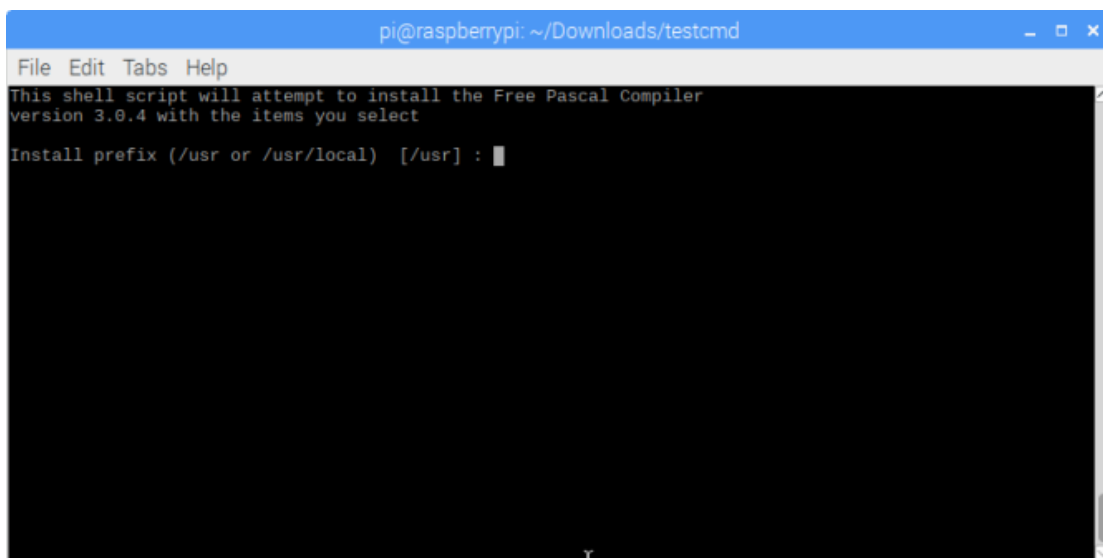 pi@raspberrypi: ~/Downloads/testcmd
File Edit Tabs Help
This shell script will attempt to install the Free Pascal Compiler
version 3.0.4 with the items you select
Install prefix (/usr or /usr/local)  [/usr] :